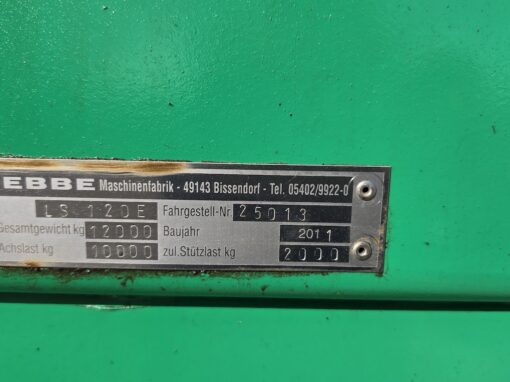 EBBE Maschinenfabrik - 49143 Bissendorf - Tel. 05402/9922-0
LS 120E Fahrgestell-Nr 25013
Gesamtgewicht kg 12000 Baujahr 2011
Achslast kg 10000 zul.Stützlast kg 2000